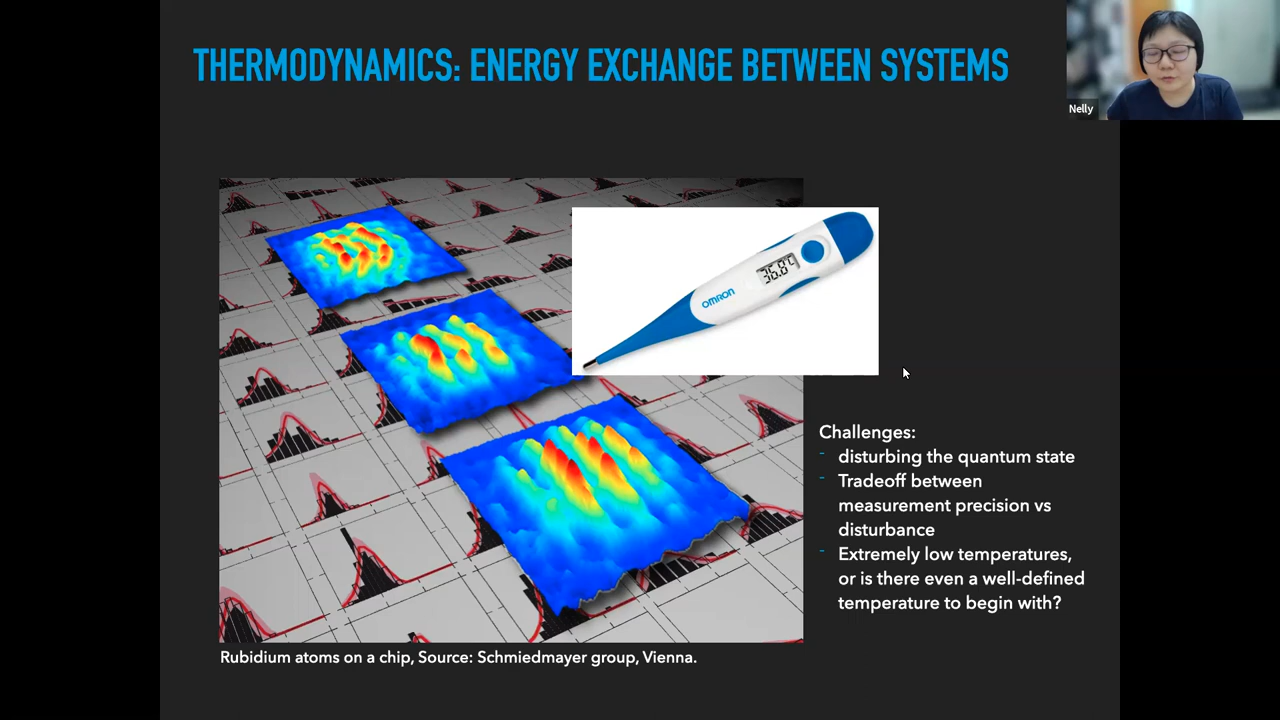 THERMODYNAMICS: ENERGY EXCHANGE BETWEEN SYSTEMS
Nelly
36.8°C
OMRON
Challenges:
- disturbing the quantum state
- Tradeoff between
measurement precision vs
disturbance
- Extremely low temperatures,
or is there even a well-defined
temperature to begin with?
Rubidium atoms on a chip, Source: Schmiedmayer group, Vienna.